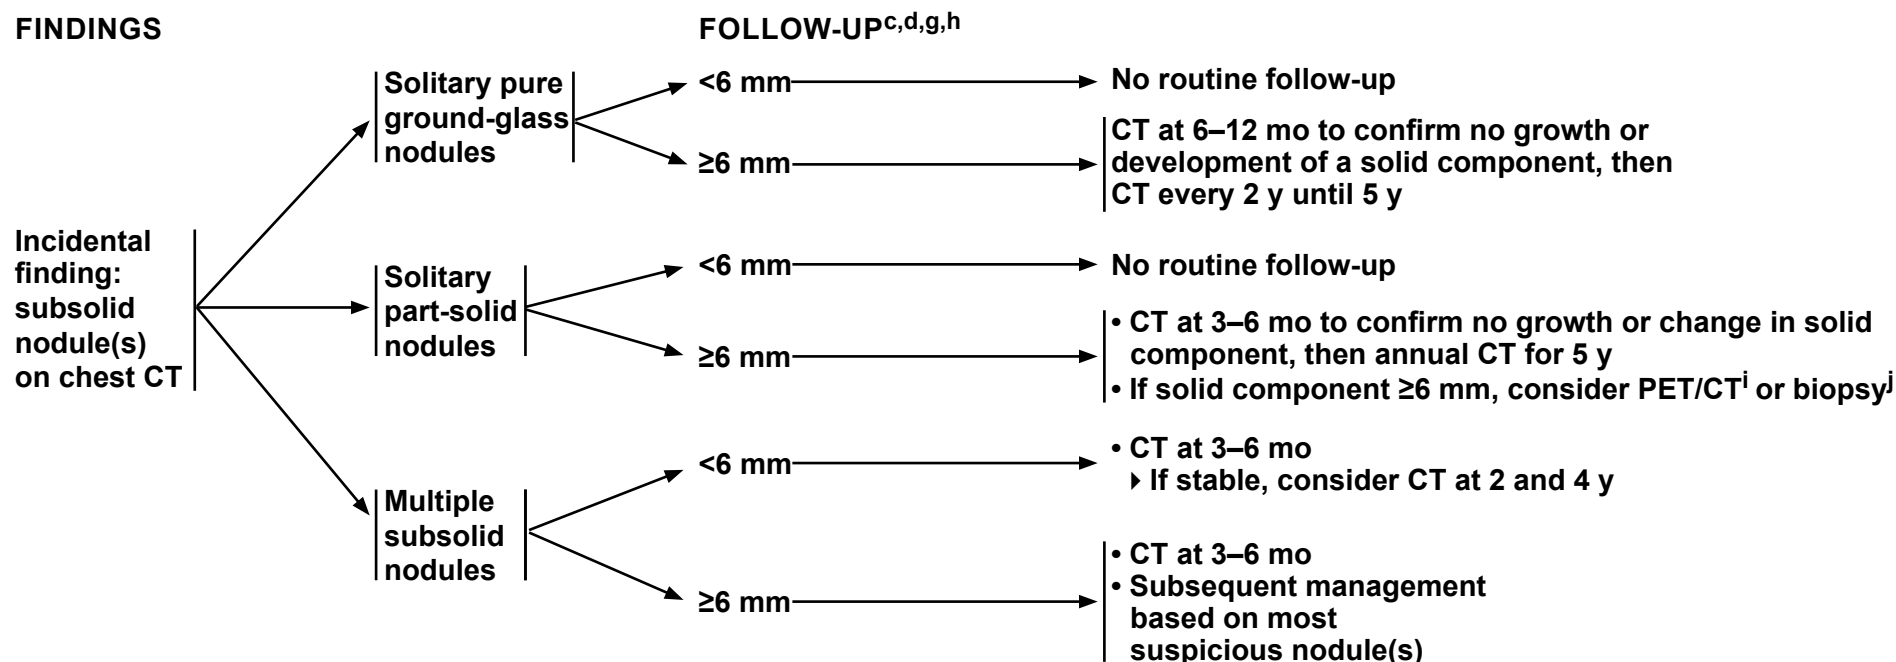 FINDINGS
FOLLOW-UPc,d,g,h
Incidental
finding:
subsolid
nodule(s)
on chest CT
Solitary pure
ground-glass
nodules
<6 mm
No routine follow-up
≥6 mm
CT at 6–12 mo to confirm no growth or
development of a solid component, then
CT every 2 y until 5 y
Solitary
part-solid
nodules
<6 mm
No routine follow-up
≥6 mm
• CT at 3–6 mo to confirm no growth or change in solid
component, then annual CT for 5 y
• If solid component ≥6 mm, consider PET/CTi or biopsyj
Multiple
subsolid
nodules
<6 mm
• CT at 3–6 mo
▸ If stable, consider CT at 2 and 4 y
≥6 mm
• CT at 3–6 mo
• Subsequent management
based on most
suspicious nodule(s)